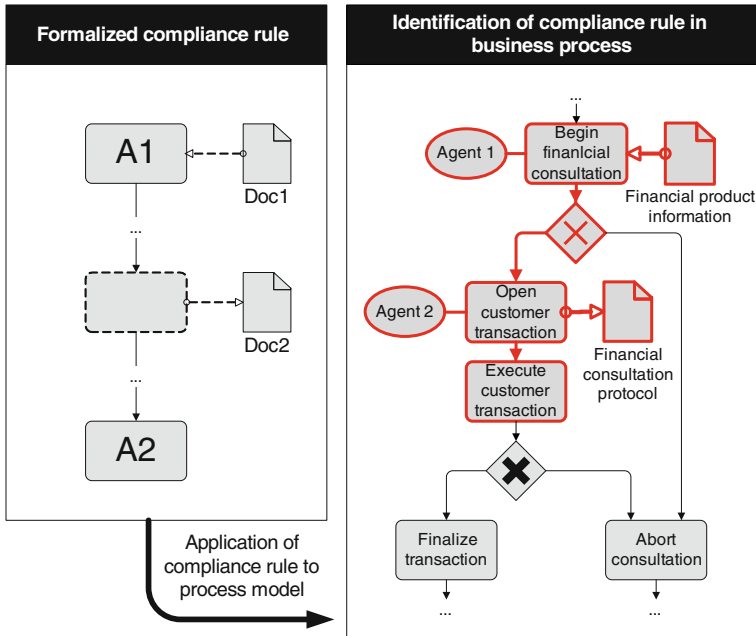 Formalized compliance rule
A1
Doc1
...
Doc2
...
A2
Application of
compliance rule to
process model
Identification of compliance rule in
business process
...
Agent 1
Begin
finanlcial
consultation
Financial product
information
Agent 2
Open
customer
transaction
Financial
consultation
protocol
Execute
customer
transaction
Finalize
transaction
Abort
consultation
...
...